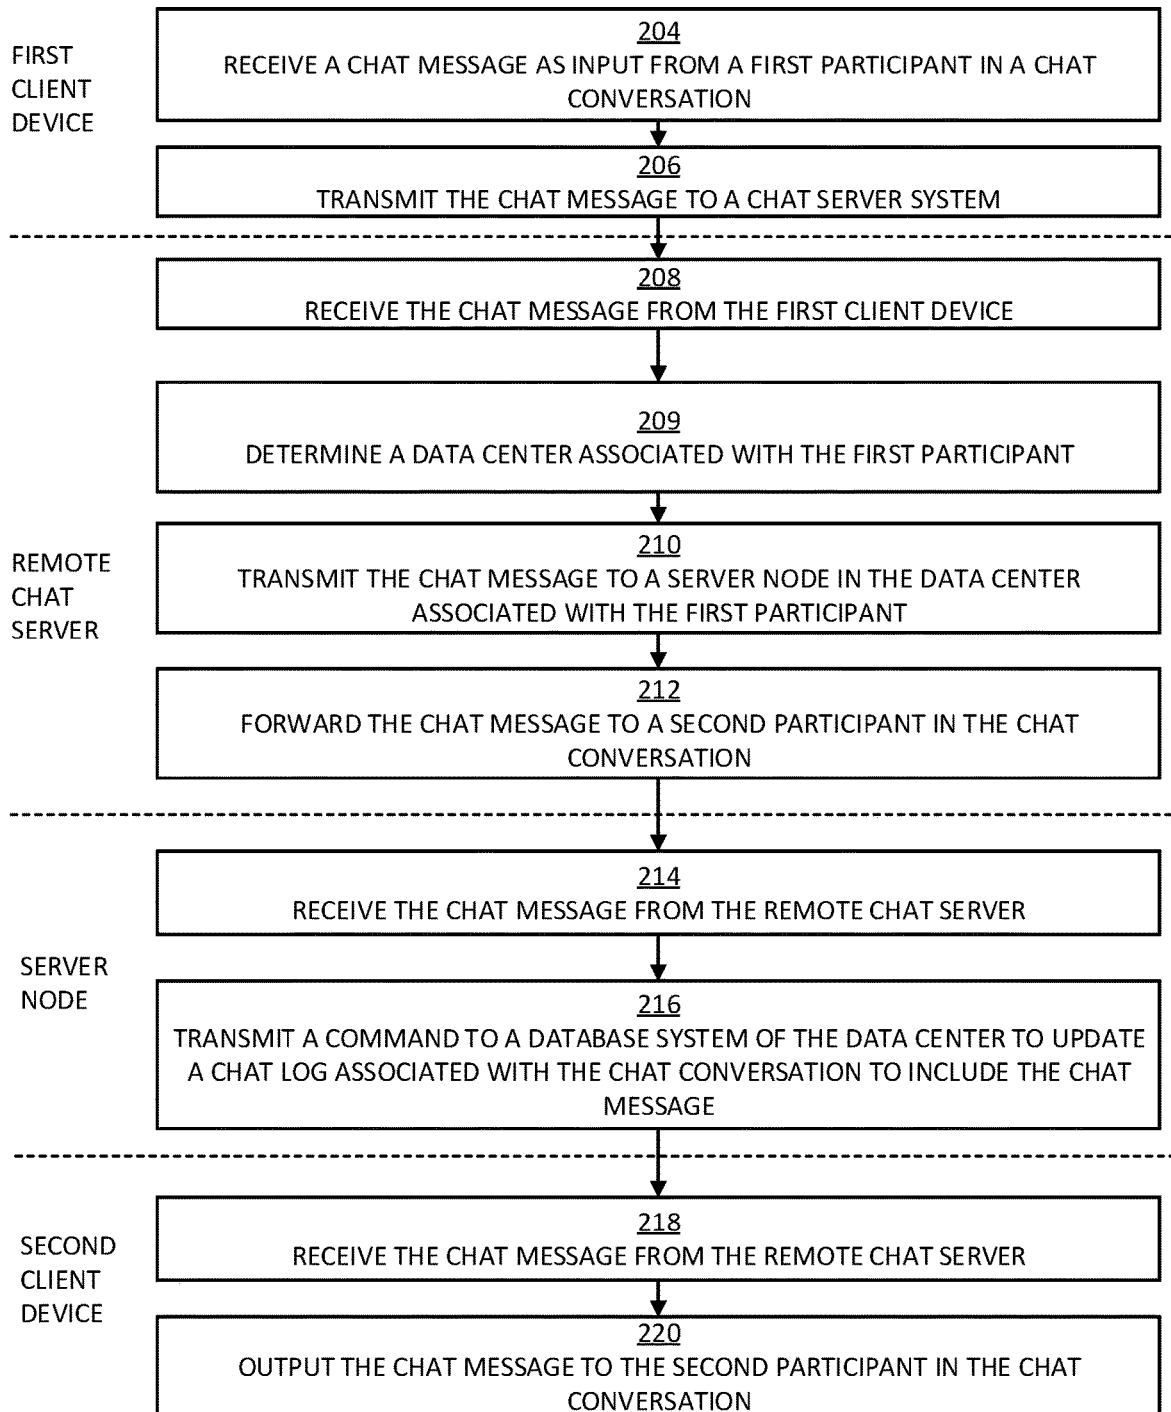 FIRST
CLIENT
DEVICE
204
RECEIVE A CHAT MESSAGE AS INPUT FROM A FIRST PARTICIPANT IN A CHAT
CONVERSATION
206
TRANSMIT THE CHAT MESSAGE TO A CHAT SERVER SYSTEM
REMOTE
CHAT
SERVER
208
RECEIVE THE CHAT MESSAGE FROM THE FIRST CLIENT DEVICE
209
DETERMINE A DATA CENTER ASSOCIATED WITH THE FIRST PARTICIPANT
210
TRANSMIT THE CHAT MESSAGE TO A SERVER NODE IN THE DATA CENTER
ASSOCIATED WITH THE FIRST PARTICIPANT
212
FORWARD THE CHAT MESSAGE TO A SECOND PARTICIPANT IN THE CHAT
CONVERSATION
SERVER
NODE
214
RECEIVE THE CHAT MESSAGE FROM THE REMOTE CHAT SERVER
216
TRANSMIT A COMMAND TO A DATABASE SYSTEM OF THE DATA CENTER TO UPDATE
A CHAT LOG ASSOCIATED WITH THE CHAT CONVERSATION TO INCLUDE THE CHAT
MESSAGE
SECOND
CLIENT
DEVICE
218
RECEIVE THE CHAT MESSAGE FROM THE REMOTE CHAT SERVER
220
OUTPUT THE CHAT MESSAGE TO THE SECOND PARTICIPANT IN THE CHAT
CONVERSATION